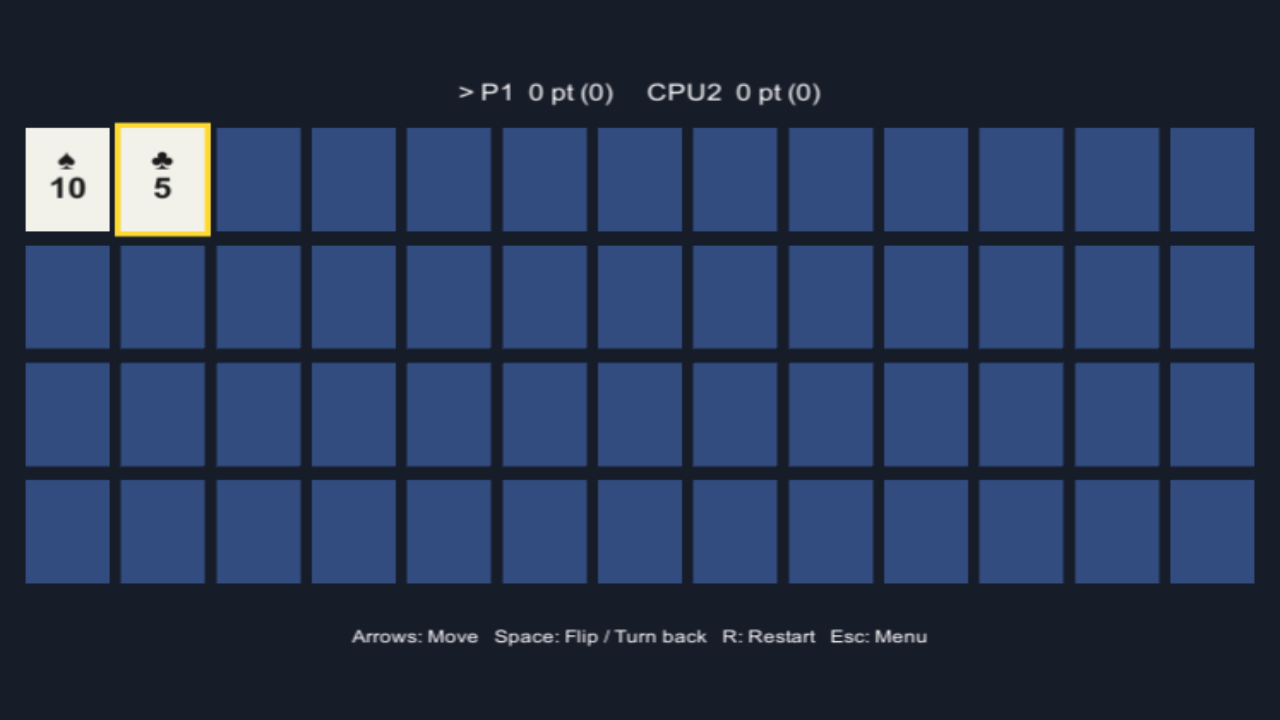 > P1 0 pt (0) CPU2 0 pt (0)
♠ ♣
10 5
Arrows: Move Space: Flip / Turn back R: Restart Esc: Menu